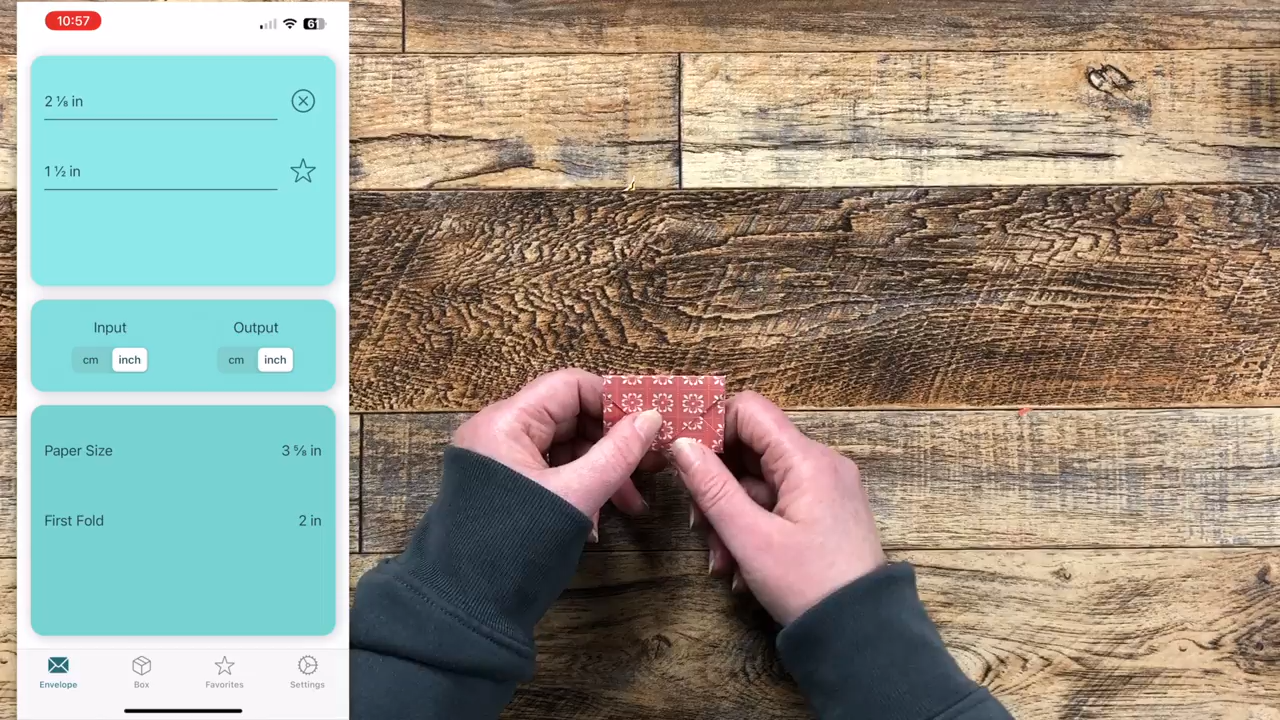 10:57
61
2 ⅛ in
1 ½ in
Input
Output
cm inch
cm inch
Paper Size 3 ⅝ in
First Fold 2 in
Envelope Box Favorites Settings